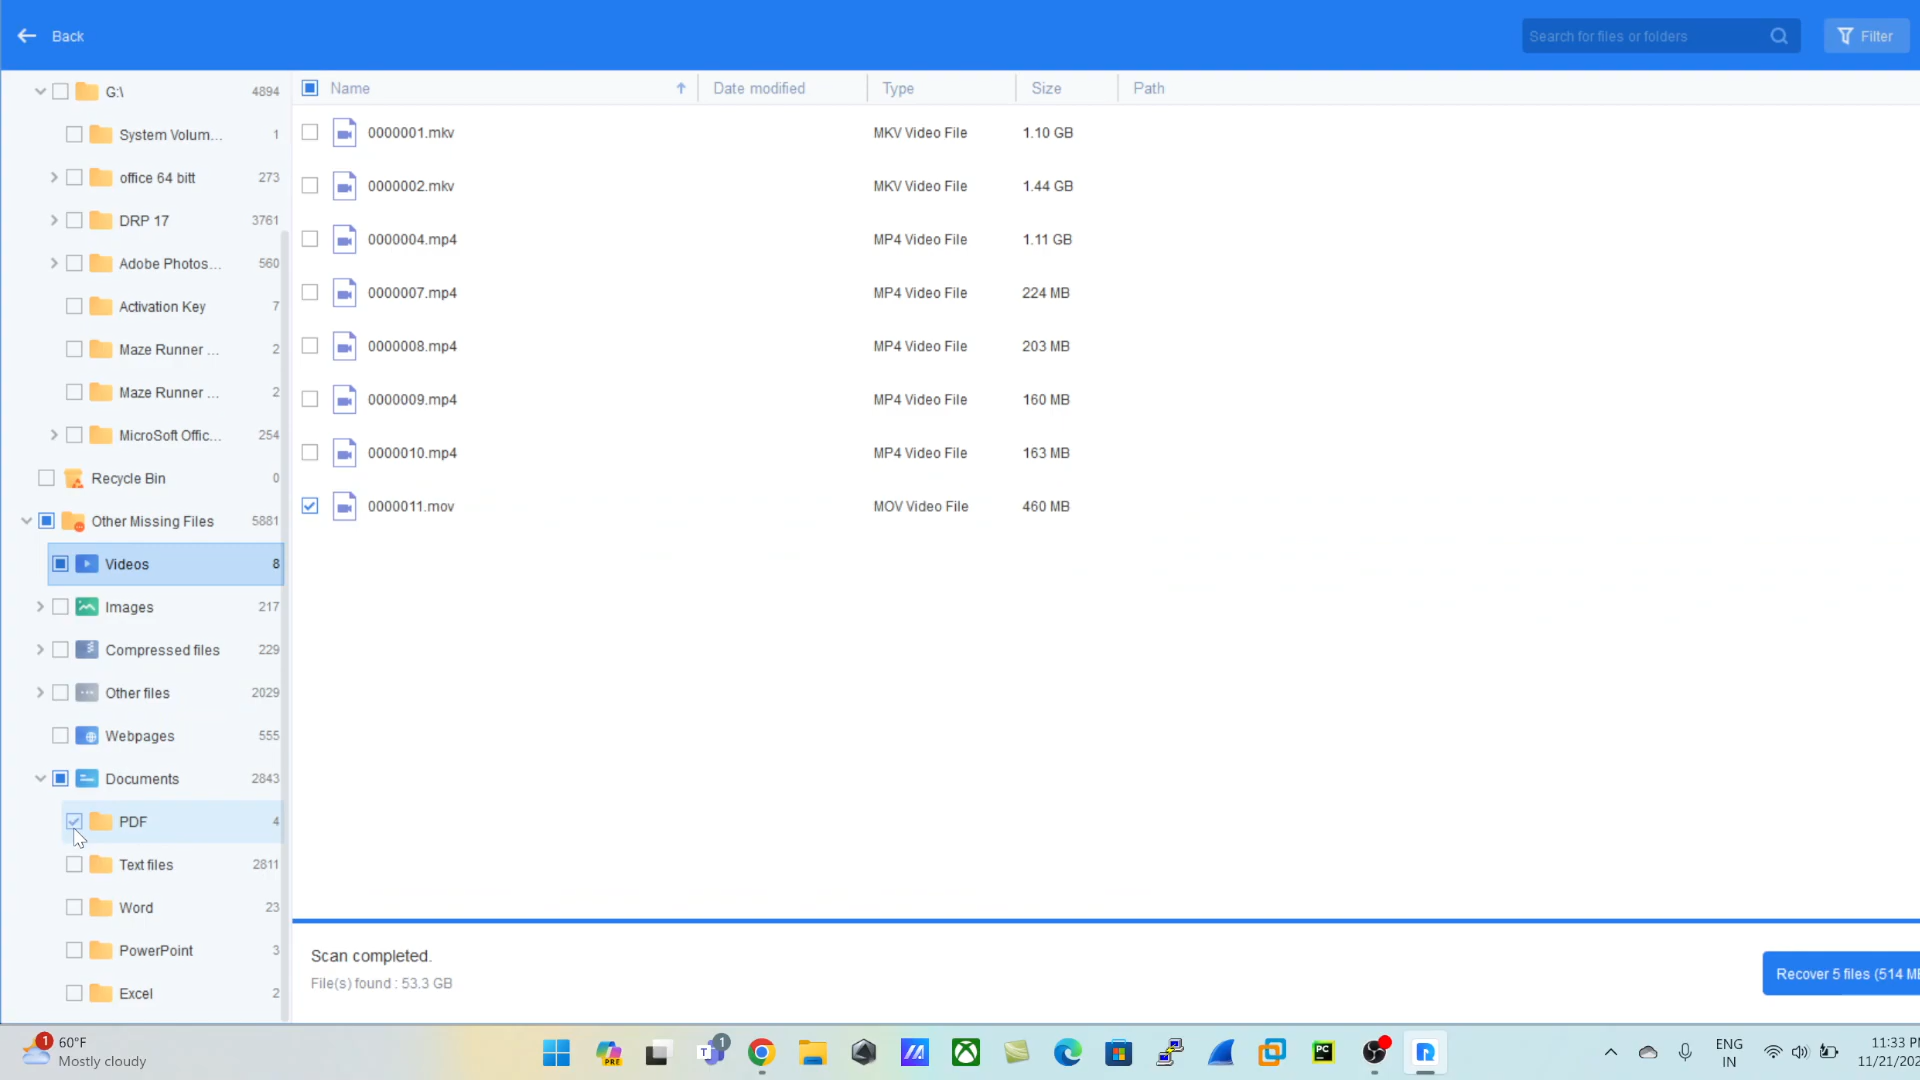 Back
Search for files or folders
Filter
G:\ 4894
System Volum... 1
office 64 bitt 273
DRP 17 3761
Adobe Photos... 560
Activation Key 7
Maze Runner ... 2
Maze Runner ... 2
MicroSoft Offic... 254
Recycle Bin 0
Other Missing Files 5881
Videos 8
Images 217
Compressed files 229
Other files 2029
Webpages 555
Documents 2843
PDF 4
Text files 2811
Word 23
PowerPoint 3
Excel 2
Name Date modified Type Size Path
0000001.mkv MKV Video File 1.10 GB
0000002.mkv MKV Video File 1.44 GB
0000004.mp4 MP4 Video File 1.11 GB
0000007.mp4 MP4 Video File 224 MB
0000008.mp4 MP4 Video File 203 MB
0000009.mp4 MP4 Video File 160 MB
0000010.mp4 MP4 Video File 163 MB
0000011.mov MOV Video File 460 MB
Scan completed.
File(s) found : 53.3 GB
Recover 5 files (514 M
1
60°F
Mostly cloudy
PRE
T
1
PC
ENG
IN
11:33 P
11/21/202